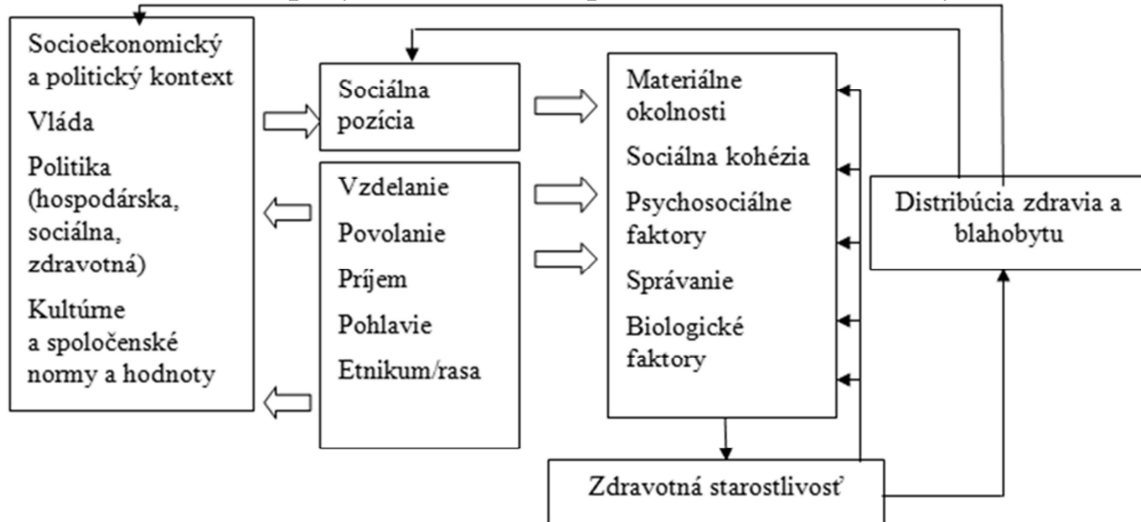 Socioekonomický
a politický kontext
Vláda
Politika
(hospodárska,
sociálna,
zdravotná)
Kultúrne
a spoločenské
normy a hodnoty
Sociálna
pozícia
Vzdelanie
Povolanie
Príjem
Pohlavie
Etnikum/rasa
Materiálne
okolnosti
Sociálna kohézia
Psychosociálne
faktory
Správanie
Biologické
faktory
Distribúcia zdravia a
blahobytu
Zdravotná starostlivosť